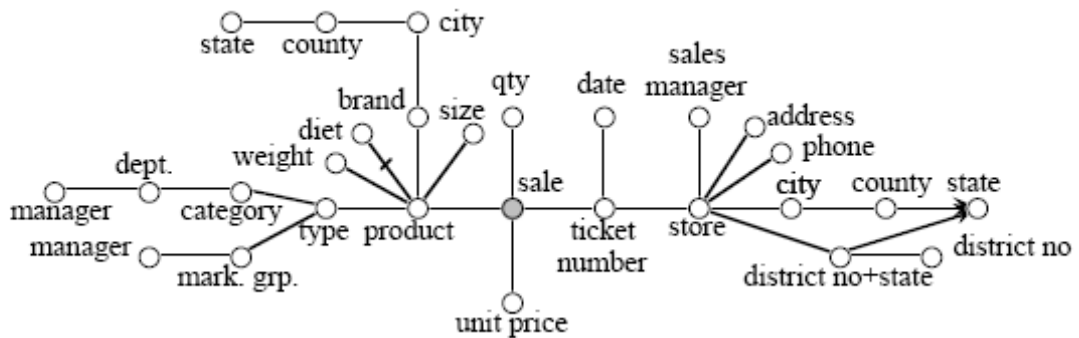 state county city
sales
manager
qty date
brand size address
diet phone
weight
dept. sale city county state
manager category type product ticket
number store
manager mark. grp. district no+state district no
unit price